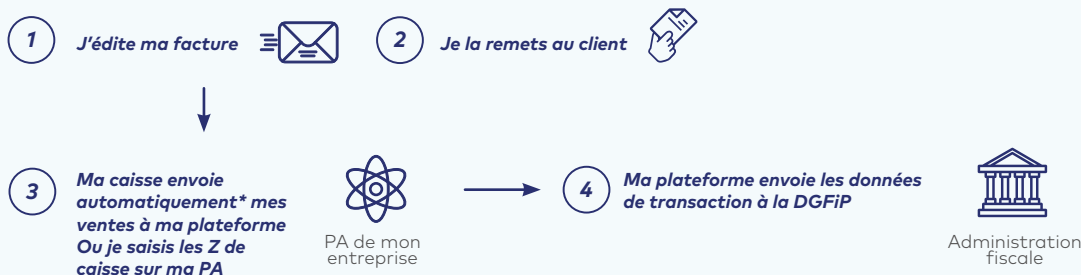 1
J'édite ma facture
2
Je la remets au client
3
Ma caisse envoie
automatiquement* mes
ventes à ma plateforme
Ou je saisis les Z de
caisse sur ma PA
PA de mon
entreprise
4
Ma plateforme envoie les données
de transaction à la DGFiP
Administration
fiscale